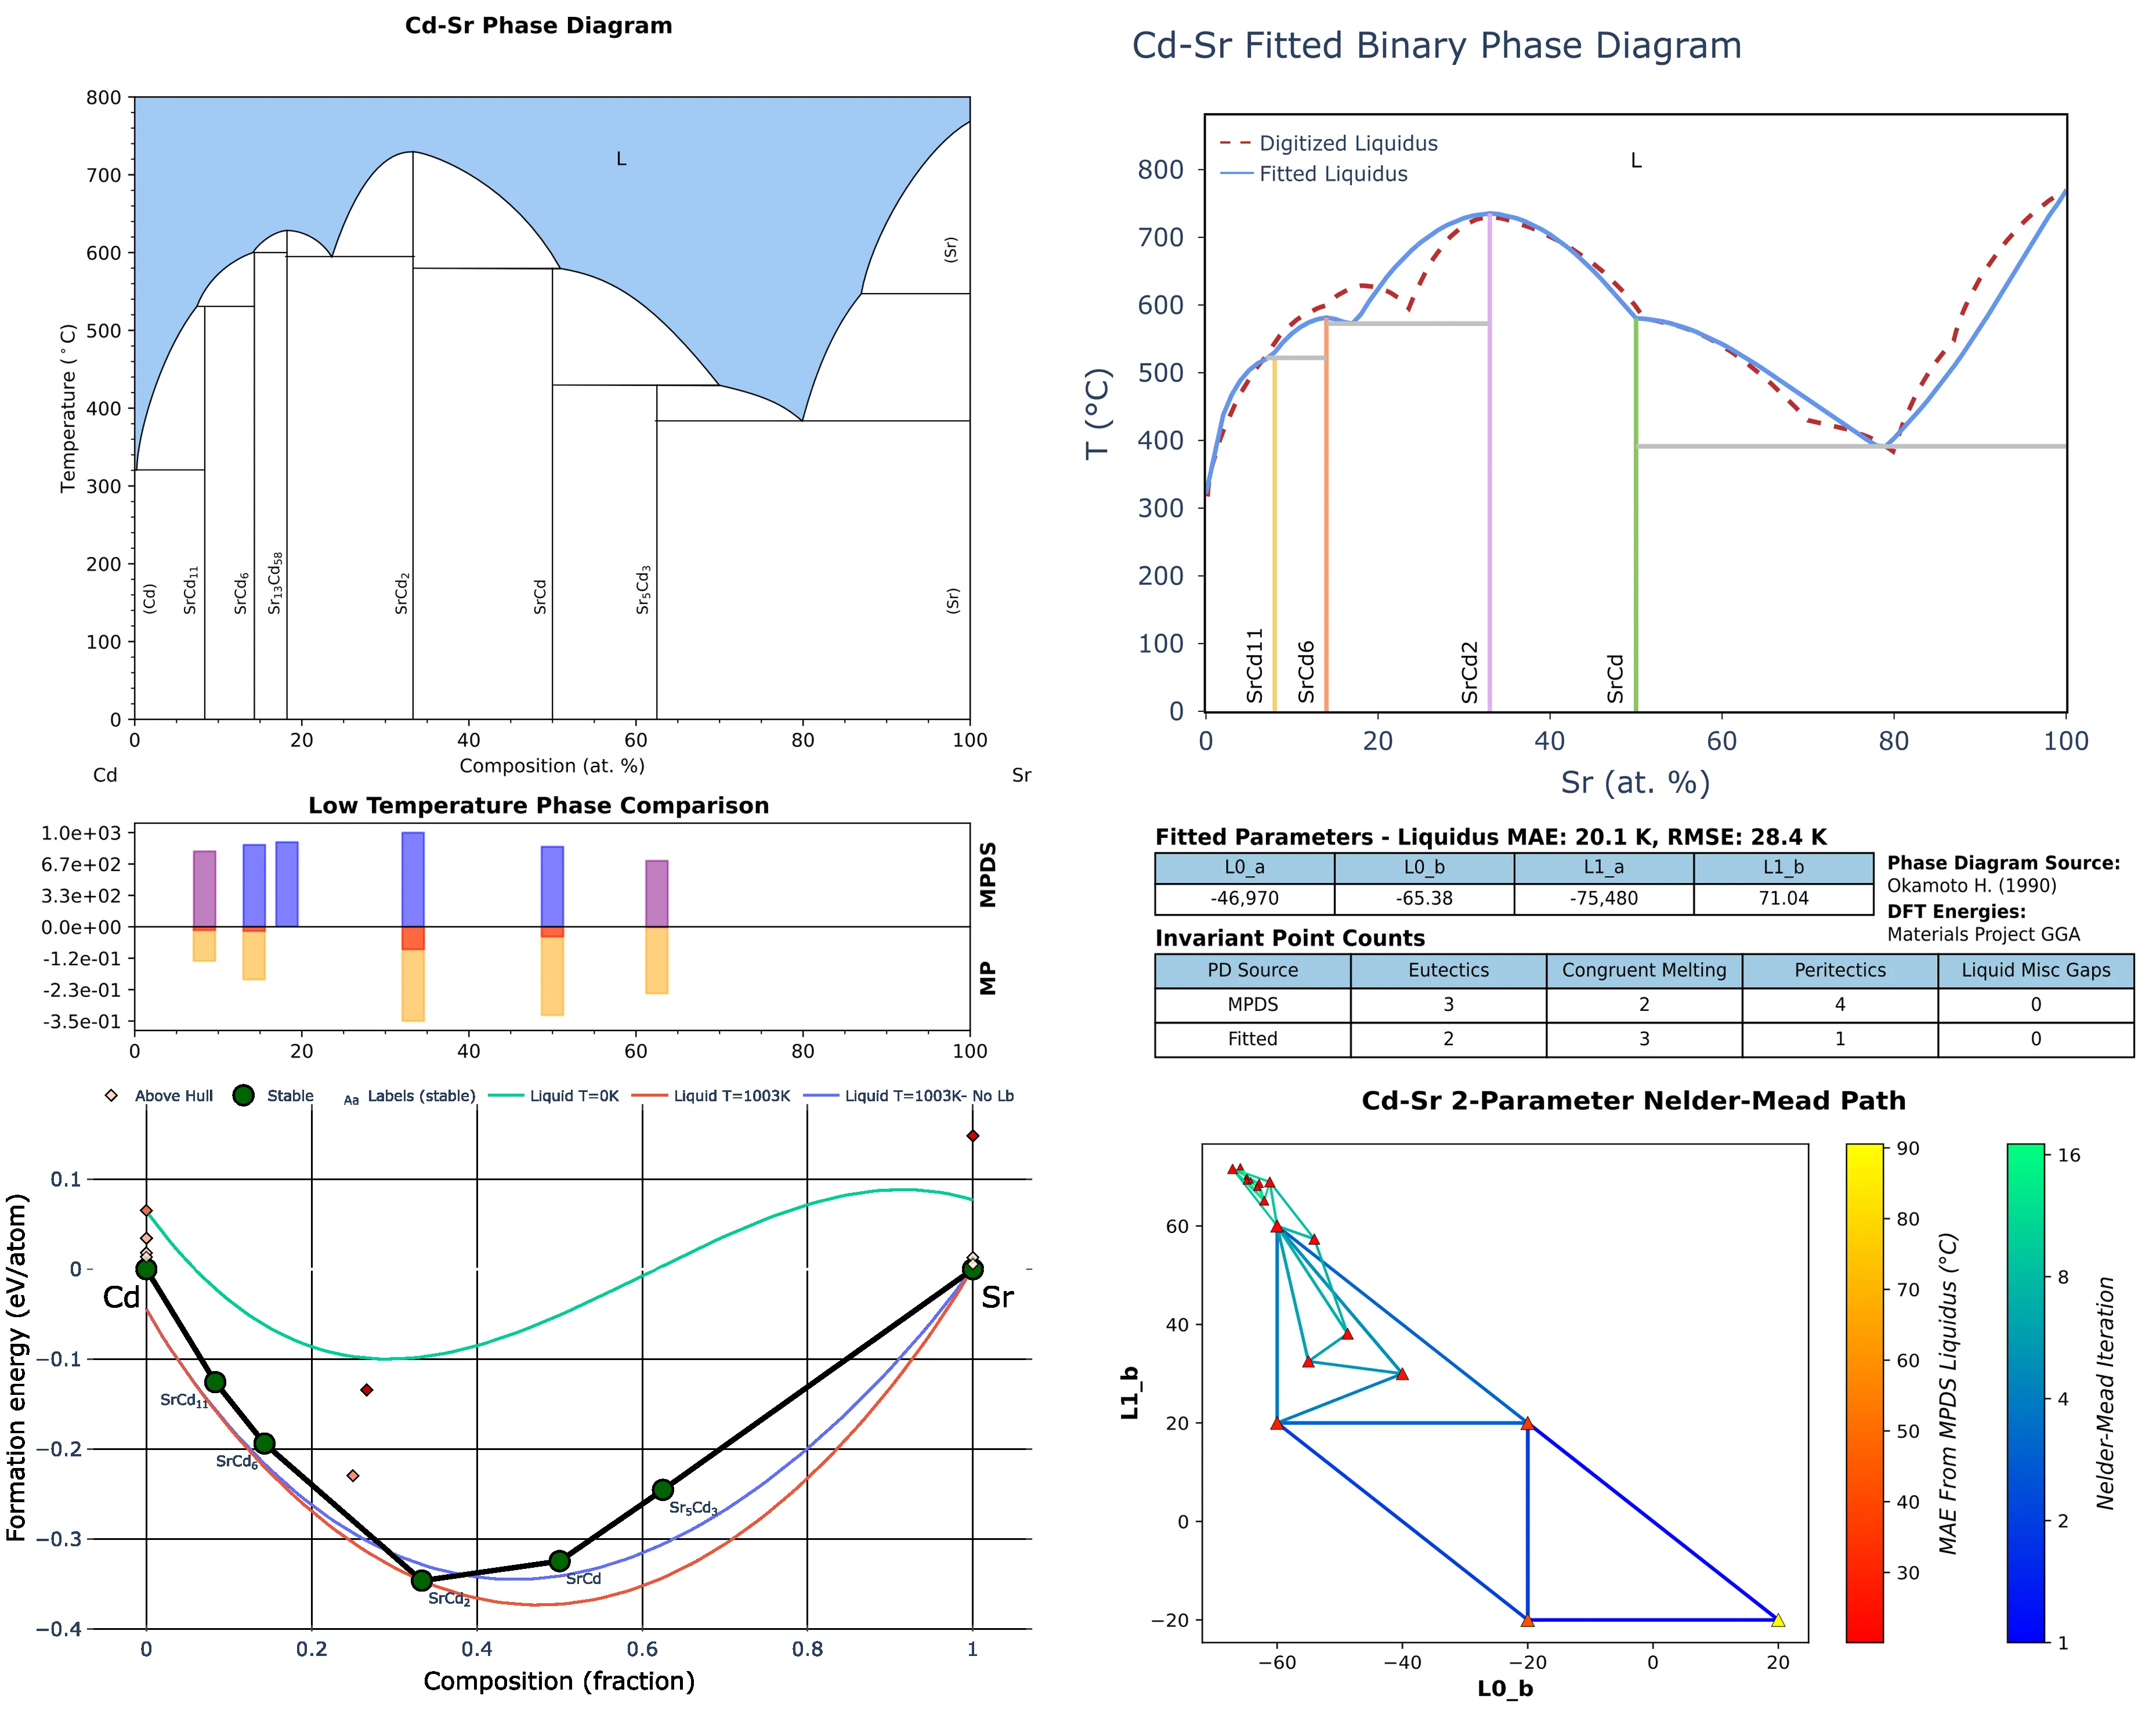 Cd-Sr Phase Diagram
800
700
600
500
400
300
200
100
0
Temperature (°C)
L
(Cd)
SrCd11
SrCd6
Sr13Cd58
SrCd2
SrCd
Sr5Cd3
(Sr)
(Sr)
0 20 40 60 80 100
Composition (at. %)
Cd Sr
Cd-Sr Fitted Binary Phase Diagram
Digitized Liquidus
Fitted Liquidus
L
800
700
600
500
400
300
200
100
0
T (°C)
SrCd11
SrCd6
SrCd2
SrCd
0 20 40 60 80 100
Sr (at. %)
Low Temperature Phase Comparison
1.0e+03
6.7e+02
3.3e+02
0.0e+00
-1.2e-01
-2.3e-01
-3.5e-01
MPDS
MP
0 20 40 60 80 100
Fitted Parameters - Liquidus MAE: 20.1 K, RMSE: 28.4 K
L0_a L0_b L1_a L1_b
-46,970 -65.38 -75,480 71.04
Phase Diagram Source:
Okamoto H. (1990)
DFT Energies:
Materials Project GGA
Invariant Point Counts
PD Source Eutectics Congruent Melting Peritectics Liquid Misc Gaps
MPDS 3 2 4 0
Fitted 2 3 1 0
Above Hull Stable Aa Labels (stable) Liquid T=0K Liquid T=1003K Liquid T=1003K- No Lb
0.1
0
−0.1
−0.2
−0.3
−0.4
Formation energy (eV/atom)
Cd
Sr
SrCd11
SrCd6
SrCd2
SrCd
Sr5Cd3
0 0.2 0.4 0.6 0.8 1
Composition (fraction)
Cd-Sr 2-Parameter Nelder-Mead Path
60
40
20
0
−20
L1_b
−60 −40 −20 0 20
L0_b
90
80
70
60
50
40
30
MAE From MPDS Liquidus (°C)
16
8
4
2
1
Nelder-Mead Iteration